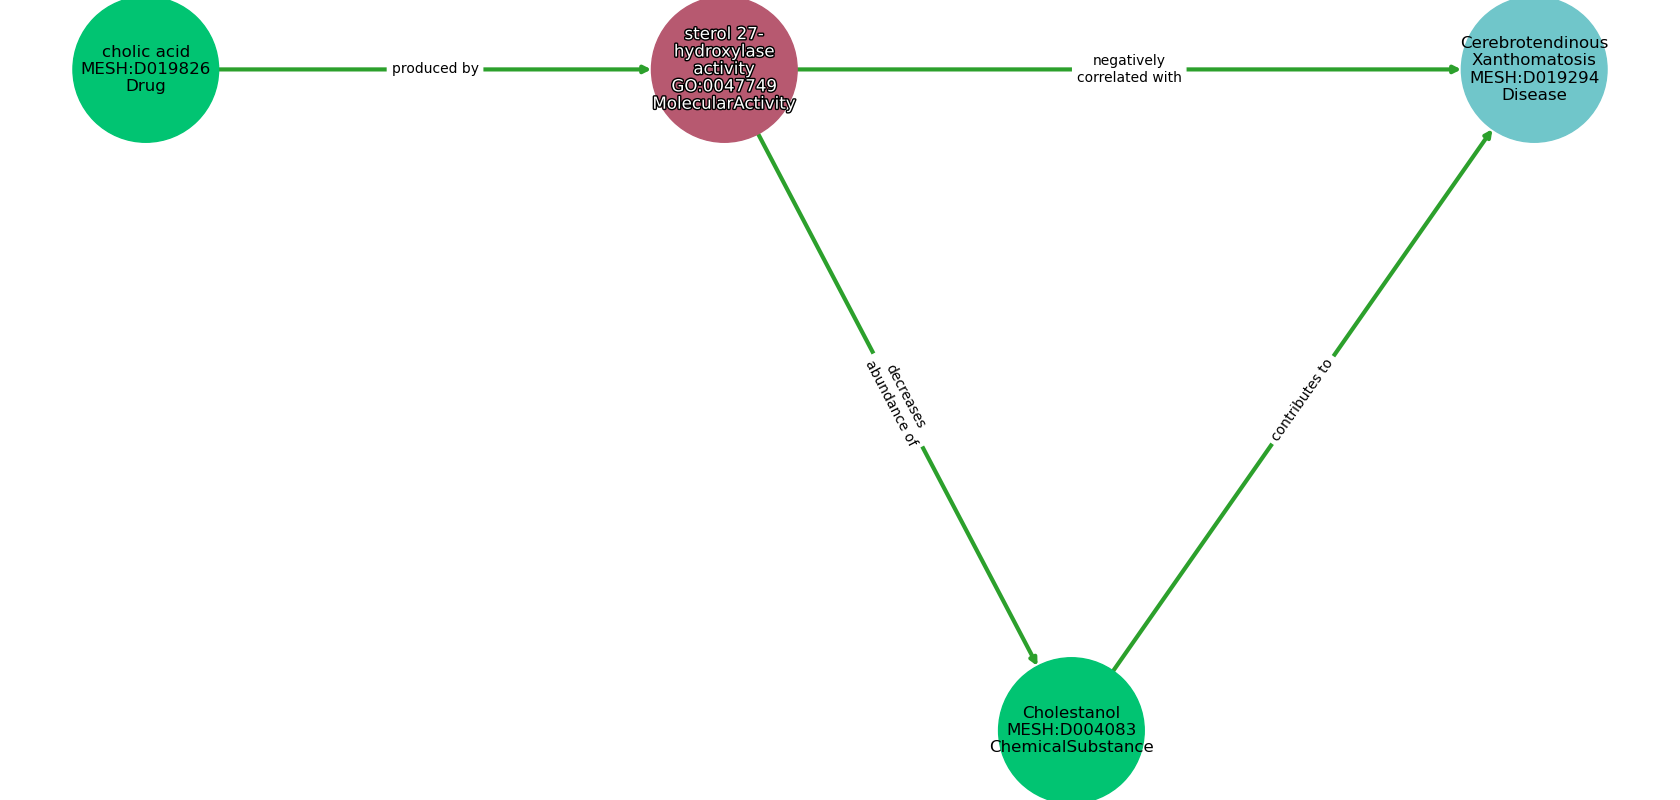 cholic acid
MESH:D019826
Drug
produced by
sterol 27-
hydroxylase
activity
GO:0047749
MolecularActivity
negatively
correlated with
Cerebrotendinous
Xanthomatosis
MESH:D019294
Disease
decreases
abundance of
contributes to
Cholestanol
MESH:D004083
ChemicalSubstance